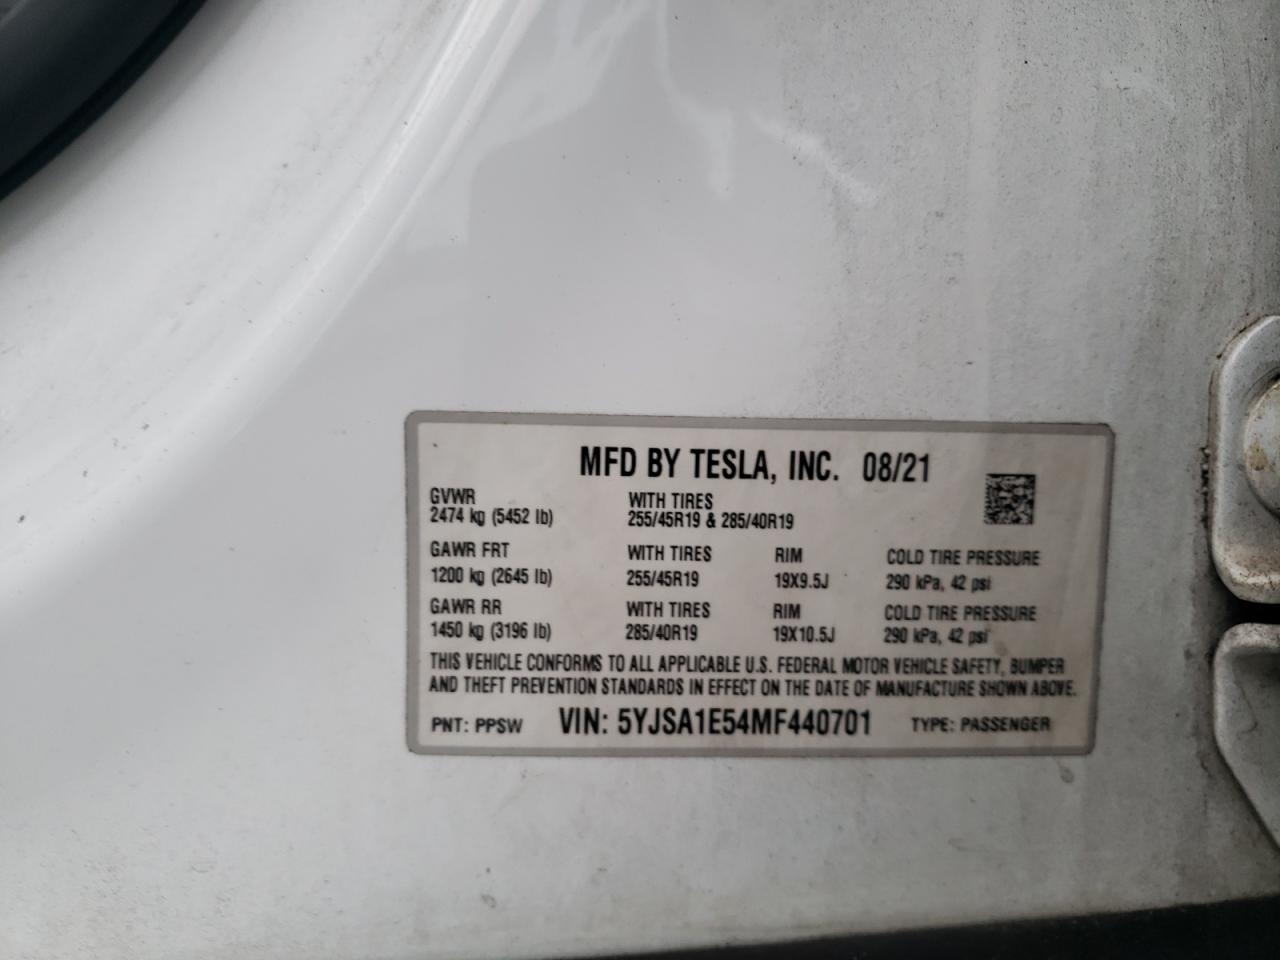 MFD BY TESLA, INC. 08/21
GVWR WITH TIRES
2474 kg (5452 lb) 255/45R19 & 285/40R19
GAWR FRT WITH TIRES RIM COLD TIRE PRESSURE
1200 kg (2645 lb) 255/45R19 19X9.5J 290 kPa, 42 psi
GAWR RR WITH TIRES RIM COLD TIRE PRESSURE
1450 kg (3196 lb) 285/40R19 19X10.5J 290 kPa, 42 psi
THIS VEHICLE CONFORMS TO ALL APPLICABLE U.S. FEDERAL MOTOR VEHICLE SAFETY, BUMPER
AND THEFT PREVENTION STANDARDS IN EFFECT ON THE DATE OF MANUFACTURE SHOWN ABOVE.
PNT: PPSW VIN: 5YJSA1E54MF440701 TYPE: PASSENGER